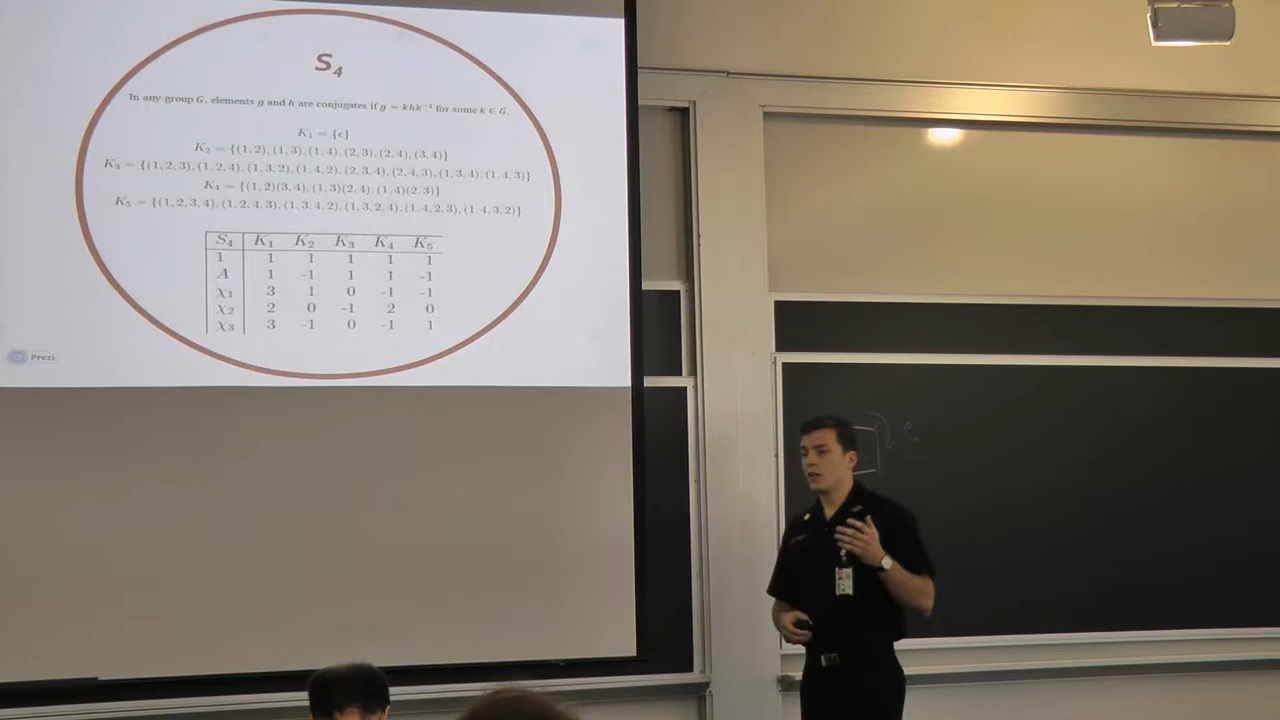 S₄
In any group G, elements g and h are conjugates if g = khk⁻¹ for some k ∈ G.
K₁ = {ϵ}
K₂ = {(1, 2), (1, 3), (1, 4), (2, 3), (2, 4), (3, 4)}
K₃ = {(1, 2, 3), (1, 2, 4), (1, 3, 2), (1, 4, 2), (2, 3, 4), (2, 4, 3), (1, 3, 4), (1, 4, 3)}
K₄ = {(1, 2)(3, 4), (1, 3)(2, 4), (1, 4)(2, 3)}
K₅ = {(1, 2, 3, 4), (1, 2, 4, 3), (1, 3, 4, 2), (1, 3, 2, 4), (1, 4, 2, 3), (1, 4, 3, 2)}
S₄ K₁ K₂ K₃ K₄ K₅
1 1 1 1 1 1
A 1 -1 1 1 -1
χ₁ 3 1 0 -1 -1
χ₂ 2 0 -1 2 0
χ₃ 3 -1 0 -1 1
Prezi